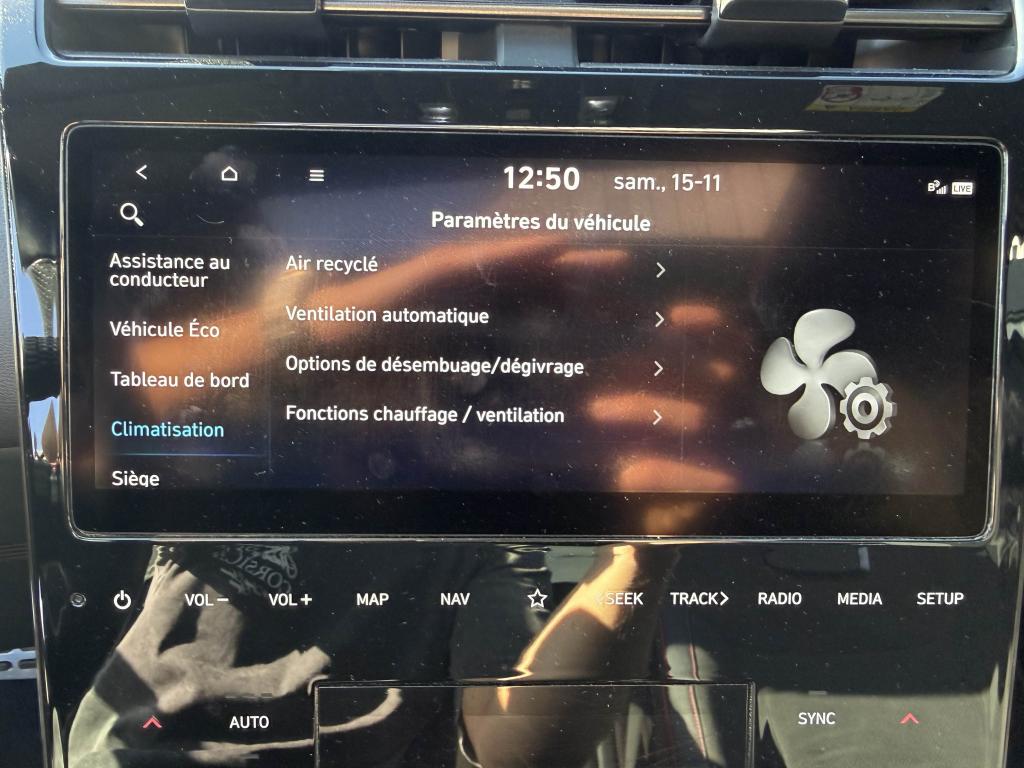 12:50 sam., 15-11
LIVE
Paramètres du véhicule
Assistance au
conducteur
Véhicule Éco
Tableau de bord
Climatisation
Siège
Air recyclé
Ventilation automatique
Options de désembuage/dégivrage
Fonctions chauffage / ventilation
VOL− VOL+ MAP NAV <SEEK TRACK> RADIO MEDIA SETUP
AUTO SYNC